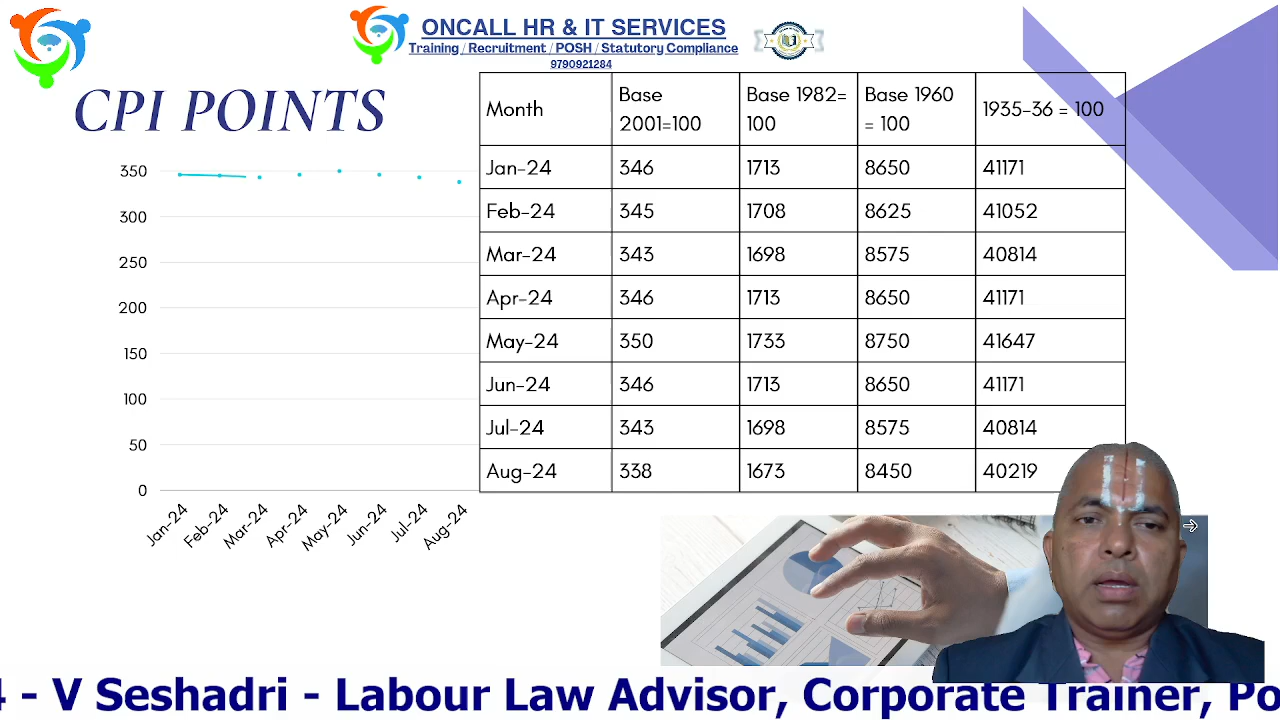 ONCALL HR & IT SERVICES
Training / Recruitment / POSH / Statutory Compliance
9790921284
CPI POINTS
350
300
250
200
150
100
50
0
Jan-24
Feb-24
Mar-24
Apr-24
May-24
Jun-24
Jul-24
Aug-24
Month Base 2001=100 Base 1982= 100 Base 1960 = 100 1935-36 = 100
Jan-24 346 1713 8650 41171
Feb-24 345 1708 8625 41052
Mar-24 343 1698 8575 40814
Apr-24 346 1713 8650 41171
May-24 350 1733 8750 41647
Jun-24 346 1713 8650 41171
Jul-24 343 1698 8575 40814
Aug-24 338 1673 8450 40219
4 - V Seshadri - Labour Law Advisor, Corporate Trainer, Po